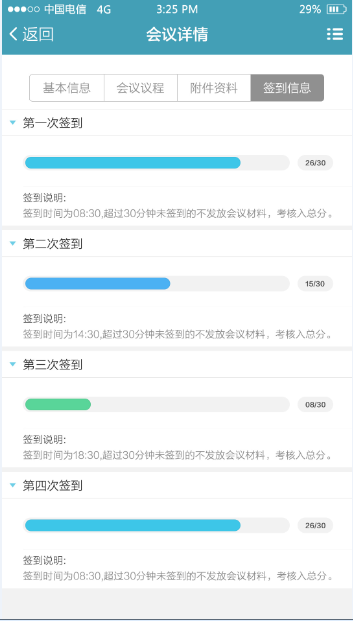 中国电信 4G 3:25 PM 29%
返回 会议详情
基本信息 会议议程 附件资料 签到信息
第一次签到
26/30
签到说明:
签到时间为08:30,超过30分钟未签到的不发放会议材料，考核入总分。
第二次签到
15/30
签到说明:
签到时间为14:30,超过30分钟未签到的不发放会议材料，考核入总分。
第三次签到
08/30
签到说明:
签到时间为18:30,超过30分钟未签到的不发放会议材料，考核入总分。
第四次签到
26/30
签到说明:
签到时间为08:30,超过30分钟未签到的不发放会议材料，考核入总分。